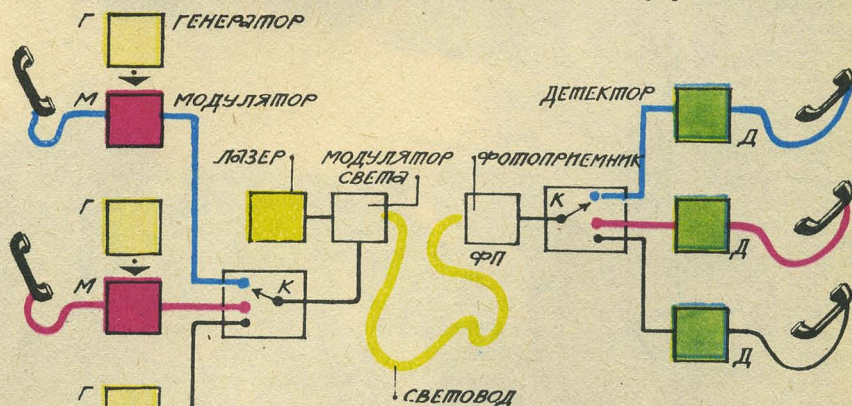 Г ГЕНЕРАТОР
М МОДУЛЯТОР
ДЕТЕКТОР
Д
ЛАЗЕР
МОДУЛЯТОР
СВЕТА
ФОТОПРИЕМНИК
К
ФП
Г
М
К
Д
Д
Г
СВЕТОВОД